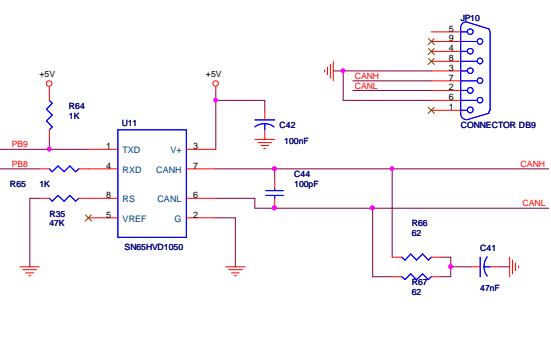 JP10
5
9
4
8
3
7
2
6
1
CANH
CANL
CONNECTOR DB9
+5V
+5V
R64
1K
U11
C42
100nF
PB9
1
TXD
V+
3
PB8
4
RXD
CANH
7
CANH
R65
1K
C44
100pF
8
RS
CANL
6
CANL
R35
47K
5
VREF
G
2
SN65HVD1050
R66
62
C41
47nF
R67
62